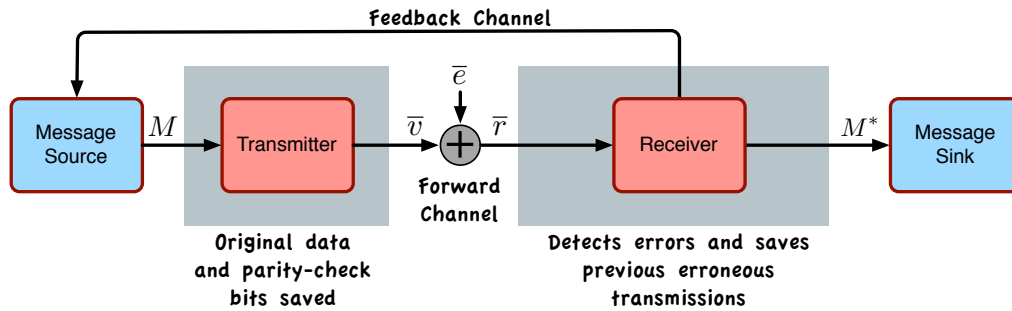 Feedback Channel
Message
Source
M
Transmitter
v̅
e̅
+
r̅
Receiver
M*
Message
Sink
Forward
Channel
Original data
and parity-check
bits saved
Detects errors and saves
previous erroneous
transmissions